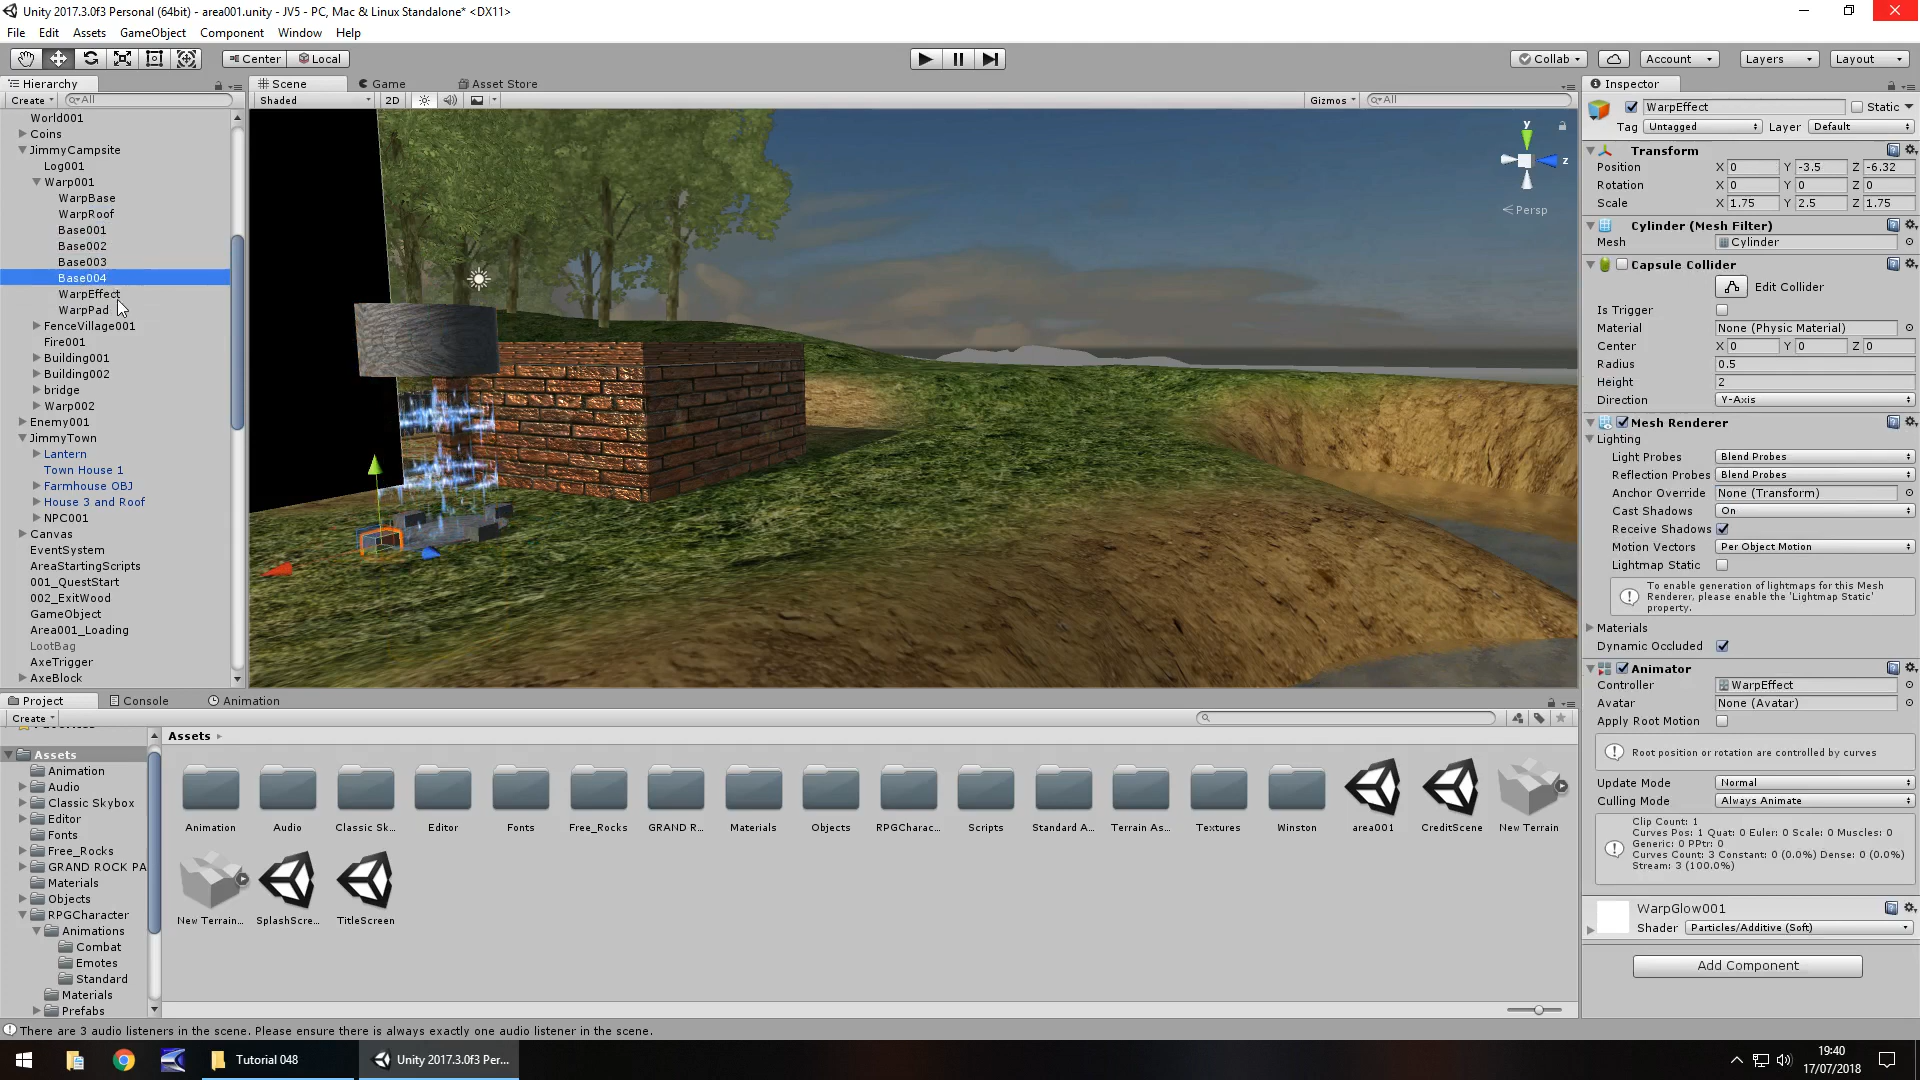 Unity 2017.3.0f3 Personal (64bit) - area001.unity - JV5 - PC, Mac & Linux Standalone* <DX11>
File Edit Assets GameObject Component Window Help
Center Local
Collab Account Layers Layout
Hierarchy
Create All
World001
Coins
JimmyCampsite
Log001
Warp001
WarpBase
WarpRoof
Base001
Base002
Base003
Base004
WarpEffect
WarpPad
FenceVillage001
Fire001
Building001
Building002
bridge
Warp002
Enemy001
JimmyTown
Lantern
Town House 1
Farmhouse OBJ
House 3 and Roof
NPC001
Canvas
EventSystem
AreaStartingScripts
001_QuestStart
002_ExitWood
GameObject
Area001_Loading
LootBag
AxeTrigger
AxeBlock
Scene Game Asset Store
Shaded 2D Gizmos All
y
z
Persp
Inspector
WarpEffect Static
Tag Untagged Layer Default
Transform
Position X 0 Y -3.5 Z -6.32
Rotation X 0 Y 0 Z 0
Scale X 1.75 Y 2.5 Z 1.75
Cylinder (Mesh Filter)
Mesh Cylinder
Capsule Collider
Edit Collider
Is Trigger
Material None (Physic Material)
Center X 0 Y 0 Z 0
Radius 0.5
Height 2
Direction Y-Axis
Mesh Renderer
Lighting
Light Probes Blend Probes
Reflection Probes Blend Probes
Anchor Override None (Transform)
Cast Shadows On
Receive Shadows
Motion Vectors Per Object Motion
Lightmap Static
To enable generation of lightmaps for this Mesh
Renderer, please enable the 'Lightmap Static'
property.
Materials
Dynamic Occluded
Animator
Controller WarpEffect
Avatar None (Avatar)
Apply Root Motion
Root position or rotation are controlled by curves
Update Mode Normal
Culling Mode Always Animate
Clip Count: 1
Curves Pos: 1 Quat: 0 Euler: 0 Scale: 0 Muscles: 0
Generic: 0 PPtr: 0
Curves Count: 3 Constant: 0 (0.0%) Dense: 0 (0.0%)
Stream: 3 (100.0%)
WarpGlow001
Shader Particles/Additive (Soft)
Add Component
Project Console Animation
Create
Assets
Animation
Audio
Classic Skybox
Editor
Fonts
Free_Rocks
GRAND ROCK PA
Materials
Objects
RPGCharacter
Animations
Combat
Emotes
Standard
Materials
Prefabs
Assets
Animation Audio Classic Sk... Editor Fonts Free_Rocks GRAND R... Materials Objects RPGCharac... Scripts Standard A... Terrain As... Textures Winston area001 CreditScene New Terrain
New Terrain... SplashScre... TitleScreen
There are 3 audio listeners in the scene. Please ensure there is always exactly one audio listener in the scene.
Tutorial 048 Unity 2017.3.0f3 Per...
19:40
17/07/2018